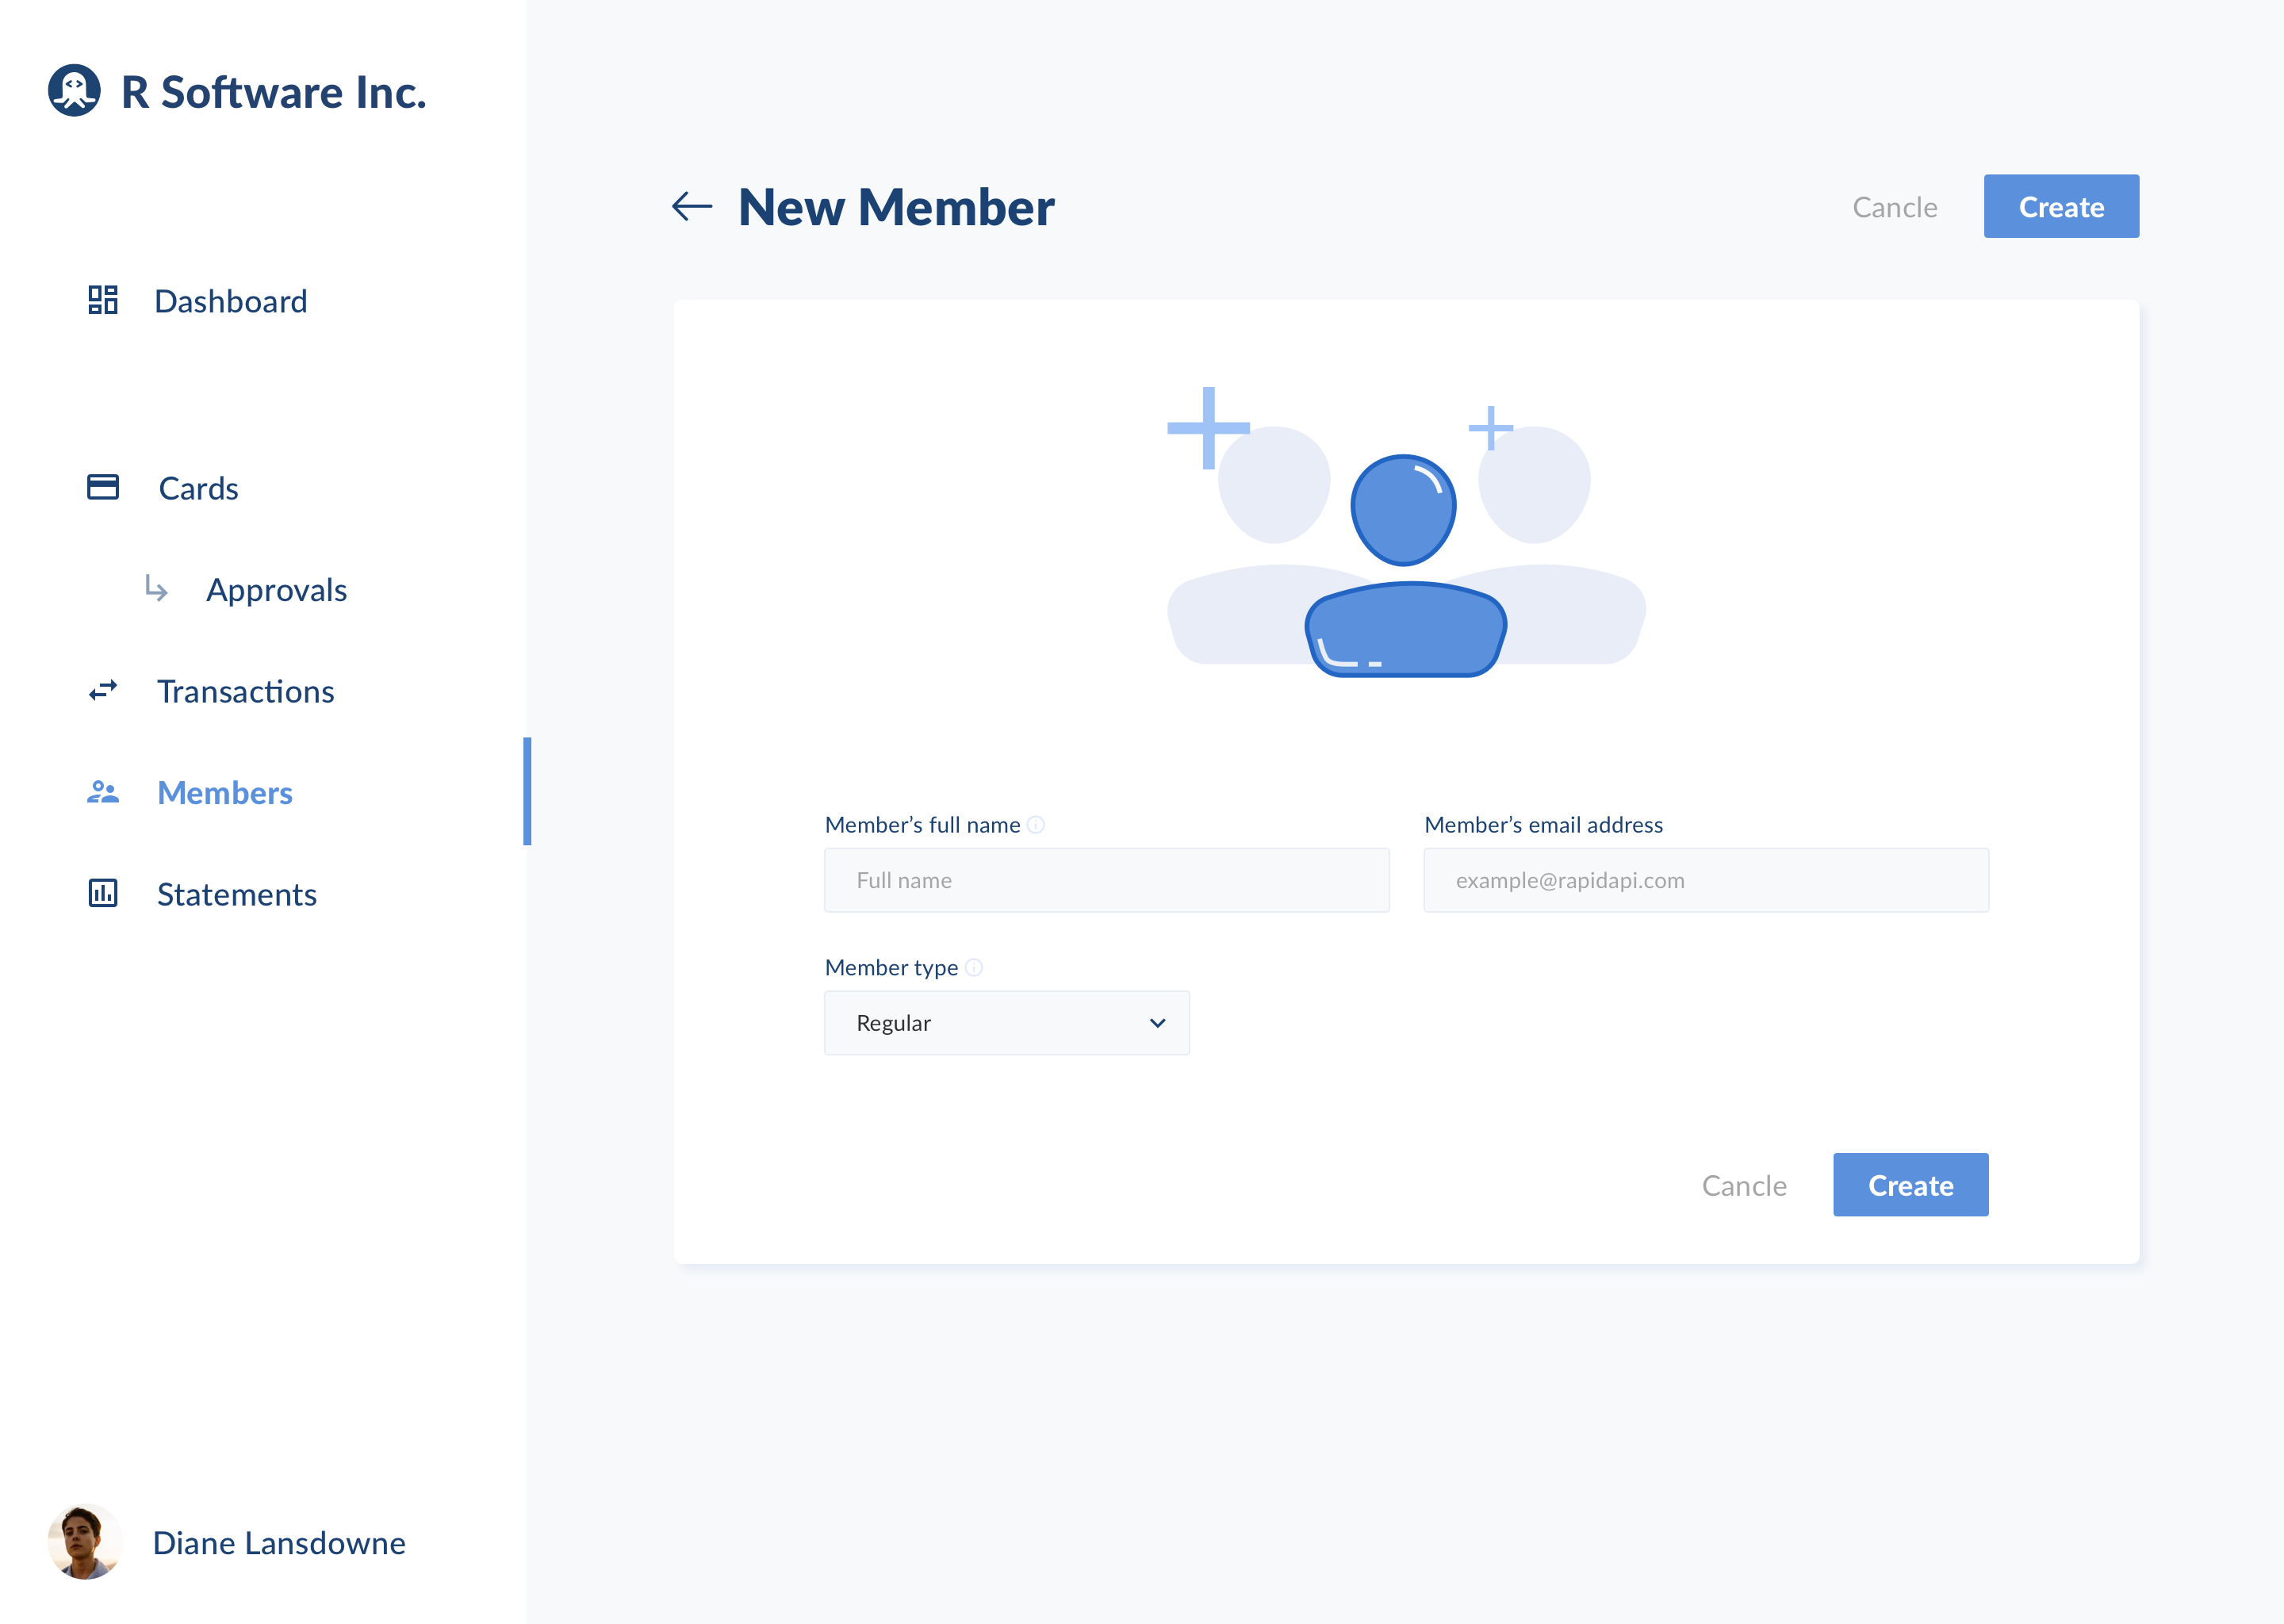 R Software Inc.
Dashboard
Cards
Approvals
Transactions
Members
Statements
Diane Lansdowne
New Member
Cancle
Create
Member’s full name
Full name
Member’s email address
example@rapidapi.com
Member type
Regular
Cancle
Create